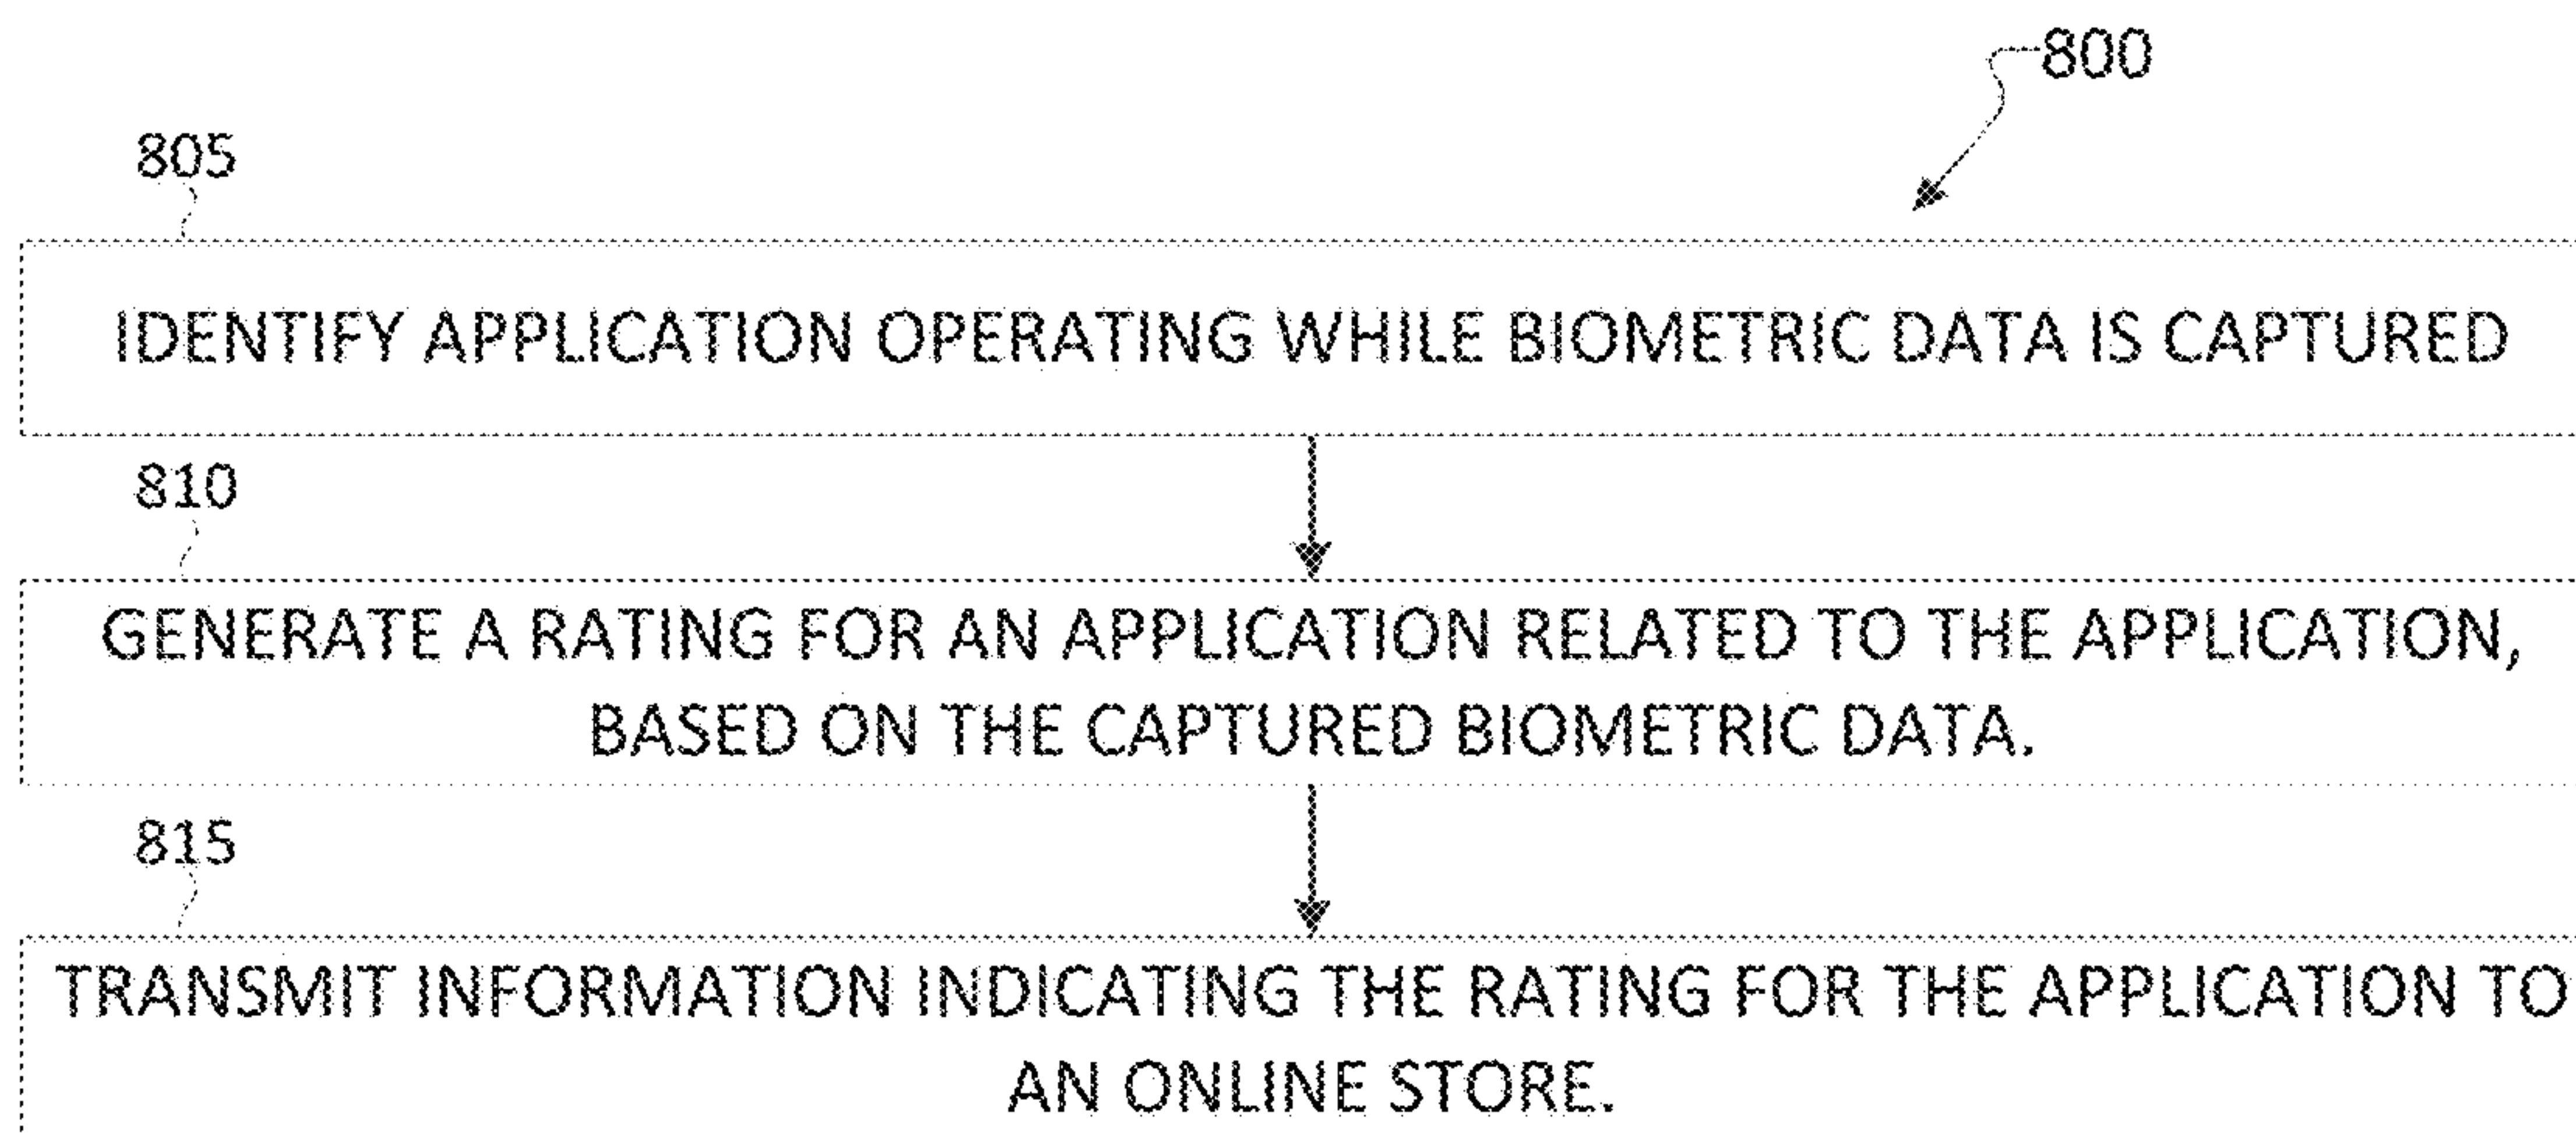 800
805
IDENTIFY APPLICATION OPERATING WHILE BIOMETRIC DATA IS CAPTURED
810
GENERATE A RATING FOR AN APPLICATION RELATED TO THE APPLICATION,
BASED ON THE CAPTURED BIOMETRIC DATA.
815
TRANSMIT INFORMATION INDICATING THE RATING FOR THE APPLICATION TO
AN ONLINE STORE.